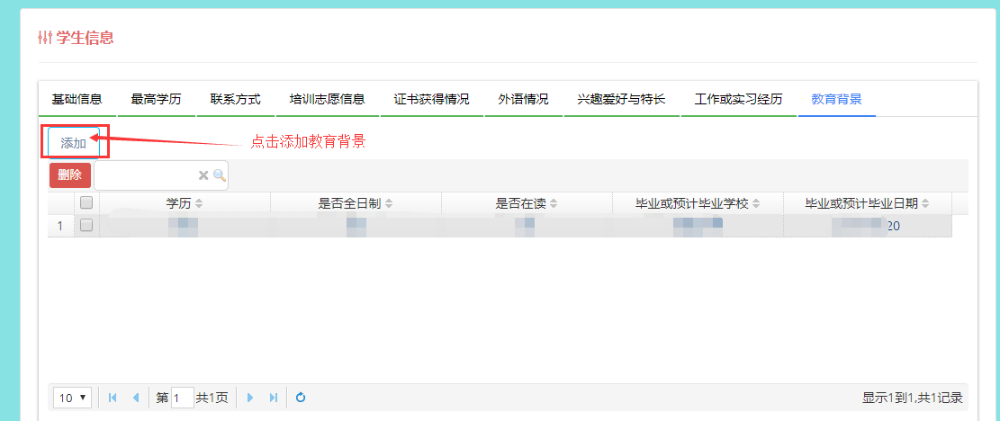 学生信息
基础信息 最高学历 联系方式 培训志愿信息 证书获得情况 外语情况 兴趣爱好与特长 工作或实习经历 教育背景
添加 点击添加教育背景
删除
学历 是否全日制 是否在读 毕业或预计毕业学校 毕业或预计毕业日期
1 20
10 第 1 共1页 显示1到1,共1记录